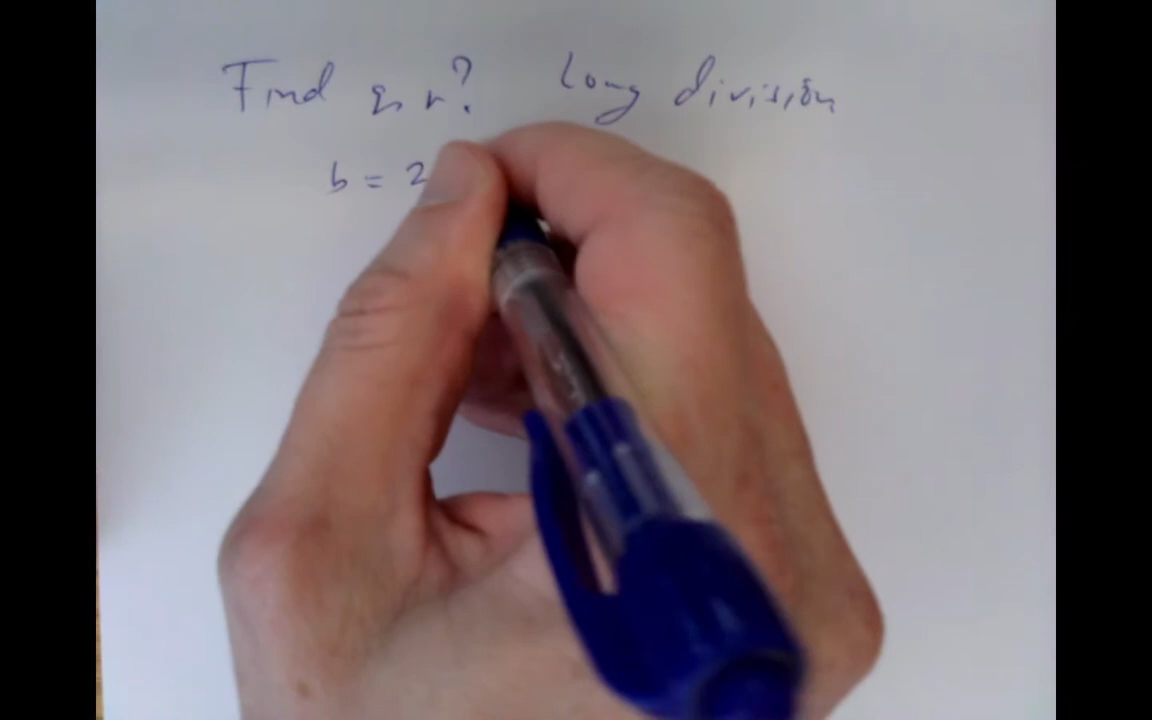 Find q, r? Long division
b = 2